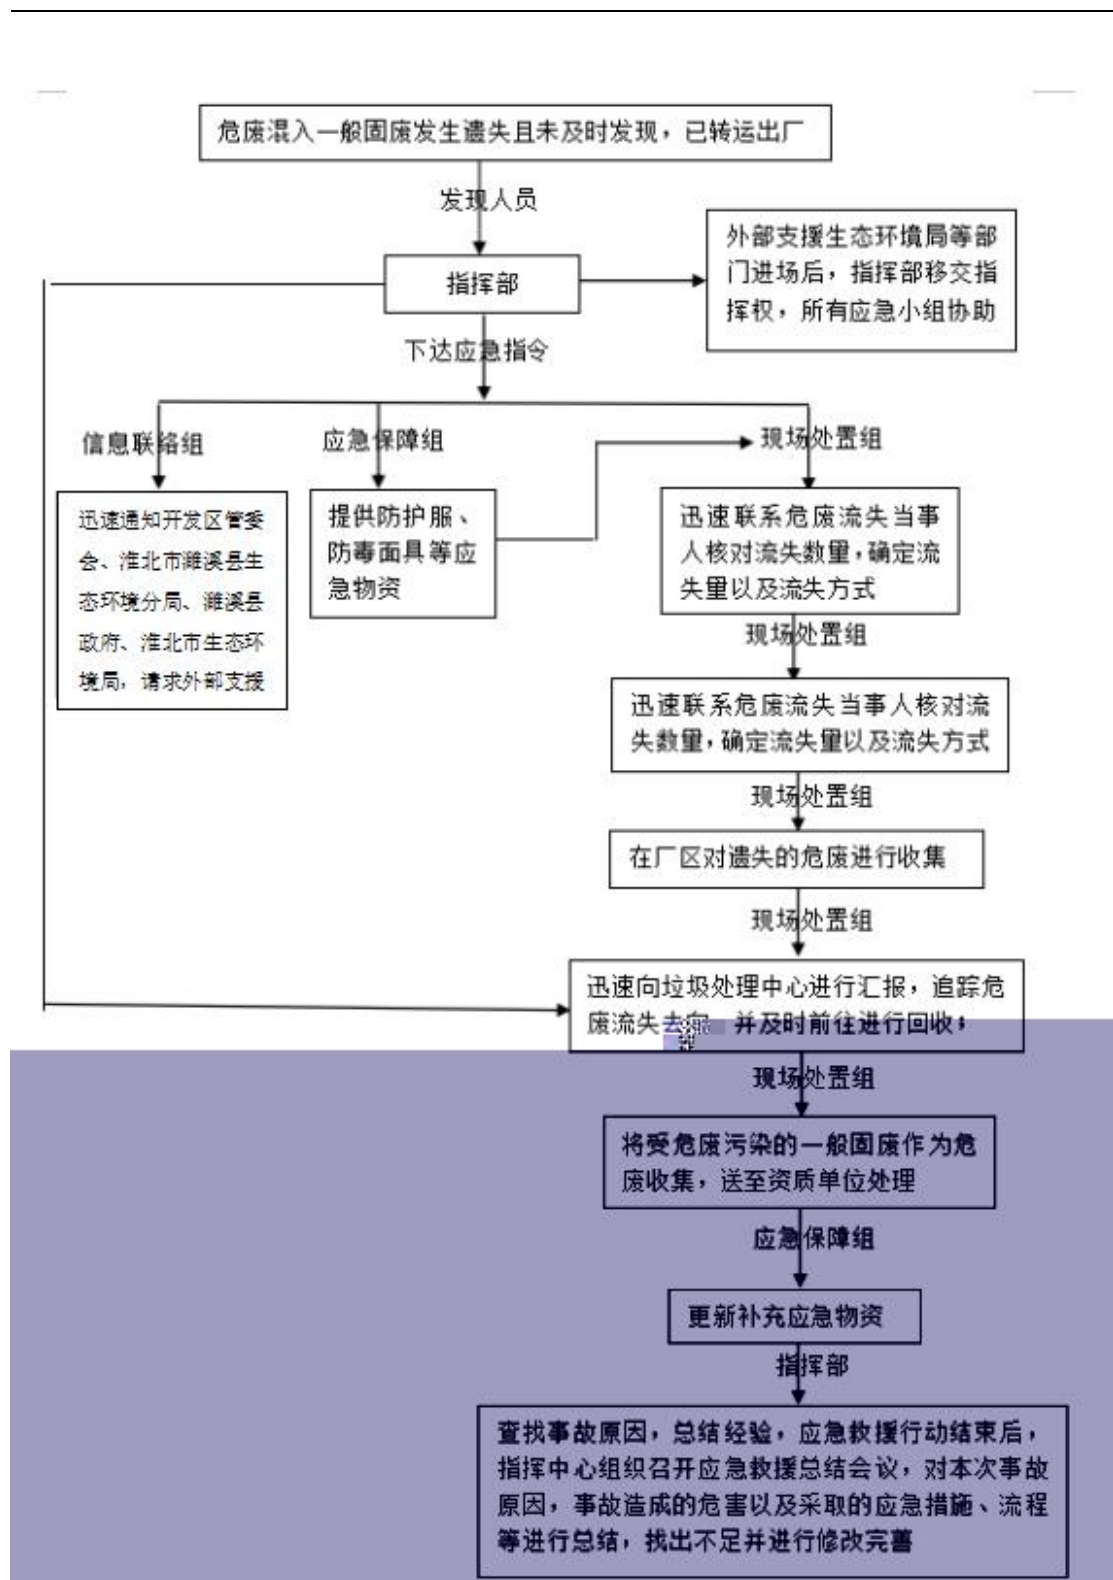 危废混入一般固废发生遗失且未及时发现，已转运出厂
发现人员
外部支援生态环境局等部
门进场后，指挥部移交指
挥权，所有应急小组协助
指挥部
下达应急指令
信息联络组
应急保障组
现场处置组
迅速通知开发区管委
会、淮北市濉溪县生
态环境分局、濉溪县
政府、淮北市生态环
境局，请求外部支援
提供防护服、
防毒面具等应
急物资
迅速联系危废流失当事
人核对流失数量，确定流
失量以及流失方式
现场处置组
迅速联系危废流失当事人核对流
失数量，确定流失量以及流失方式
现场处置组
在厂区对遗失的危废进行收集
现场处置组
迅速向垃圾处理中心进行汇报，追踪危
废流失去向 并及时前往进行回收；
现场处置组
将受危废污染的一般固废作为危
废收集，送至资质单位处理
应急保障组
更新补充应急物资
指挥部
查找事故原因，总结经验，应急救援行动结束后，
指挥中心组织召开应急救援总结会议，对本次事故
原因，事故造成的危害以及采取的应急措施、流程
等进行总结，找出不足并进行修改完善